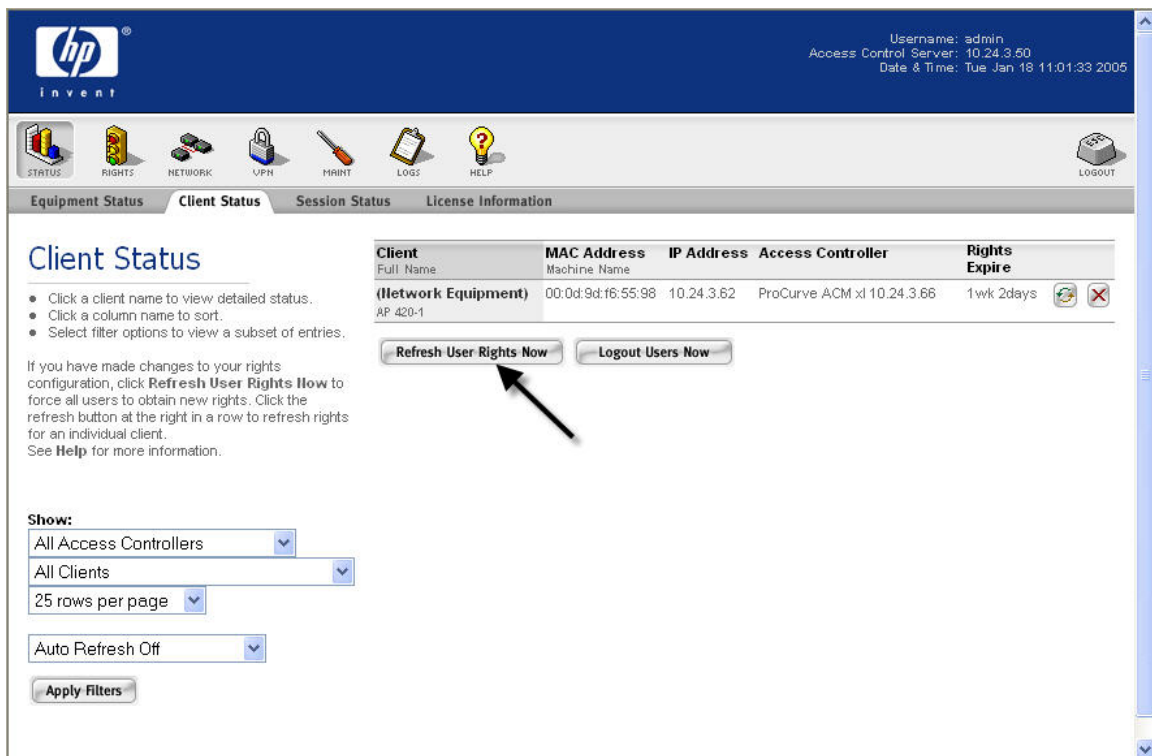 hp
®
invent
Username: admin
Access Control Server: 10.24.3.50
Date & Time: Tue Jan 18 11:01:33 2005
STATUS RIGHTS NETWORK VPN MAINT LOGS HELP LOGOUT
ESC
Equipment Status Client Status Session Status License Information
Client Status
• Click a client name to view detailed status.
• Click a column name to sort.
• Select filter options to view a subset of entries.
If you have made changes to your rights
configuration, click Refresh User Rights Now to
force all users to obtain new rights. Click the
refresh button at the right in a row to refresh rights
for an individual client.
See Help for more information.
Show:
All Access Controllers
All Clients
25 rows per page
Auto Refresh Off
Apply Filters
Client MAC Address IP Address Access Controller Rights
Full Name Machine Name Expire
(Network Equipment) 00:0d:9d:f6:55:98 10.24.3.62 ProCurve ACM xl 10.24.3.66 1wk 2days
AP 420-1
Refresh User Rights Now Logout Users Now